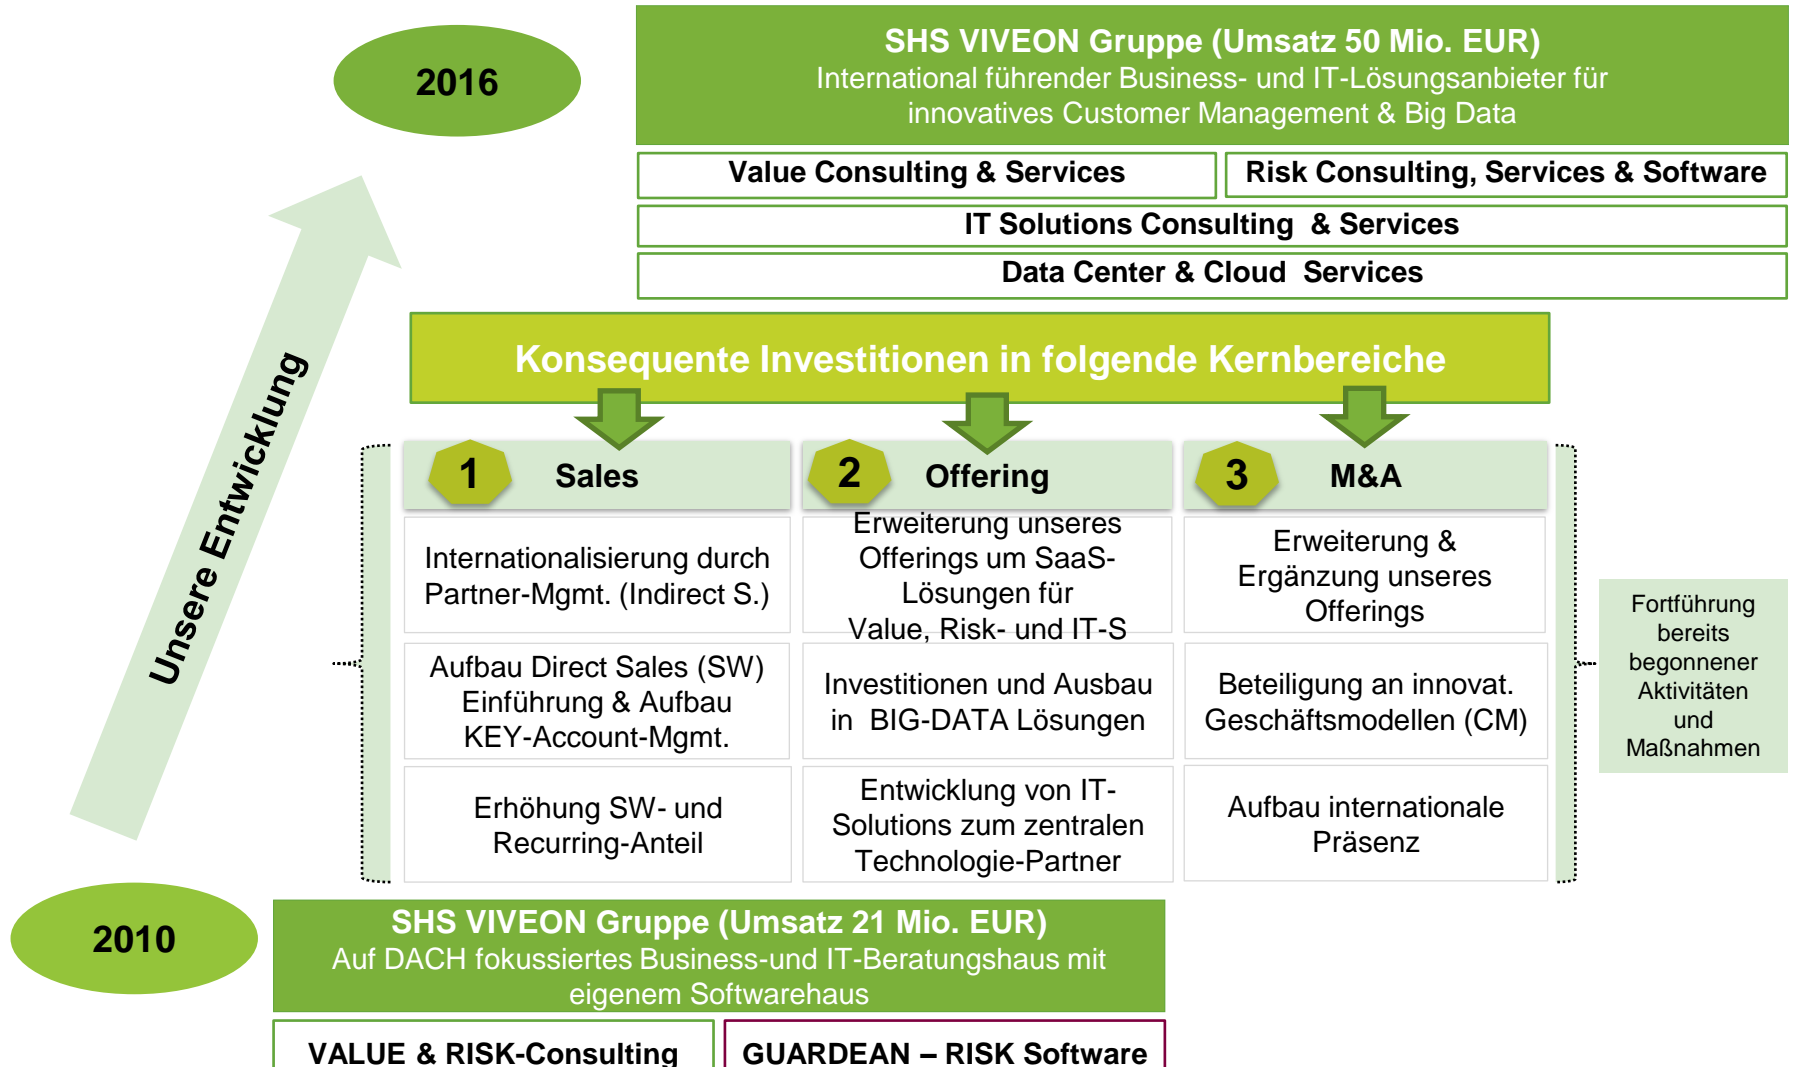 2016
SHS VIVEON Gruppe (Umsatz 50 Mio. EUR)
International führender Business- und IT-Lösungsanbieter für
innovatives Customer Management & Big Data
Value Consulting & Services
Risk Consulting, Services & Software
IT Solutions Consulting & Services
Data Center & Cloud Services
Unsere Entwicklung
Konsequente Investitionen in folgende Kernbereiche
1
Sales
Internationalisierung durch
Partner-Mgmt. (Indirect S.)
Aufbau Direct Sales (SW)
Einführung & Aufbau
KEY-Account-Mgmt.
Erhöhung SW- und
Recurring-Anteil
2
Offering
Erweiterung unseres
Offerings um SaaS-
Lösungen für
Value, Risk- und IT-S
Investitionen und Ausbau
in BIG-DATA Lösungen
Entwicklung von IT-
Solutions zum zentralen
Technologie-Partner
3
M&A
Erweiterung &
Ergänzung unseres
Offerings
Beteiligung an innovat.
Geschäftsmodellen (CM)
Aufbau internationale
Präsenz
Fortführung
bereits
begonnener
Aktivitäten
und
Maßnahmen
2010
SHS VIVEON Gruppe (Umsatz 21 Mio. EUR)
Auf DACH fokussiertes Business-und IT-Beratungshaus mit
eigenem Softwarehaus
VALUE & RISK-Consulting
GUARDEAN – RISK Software